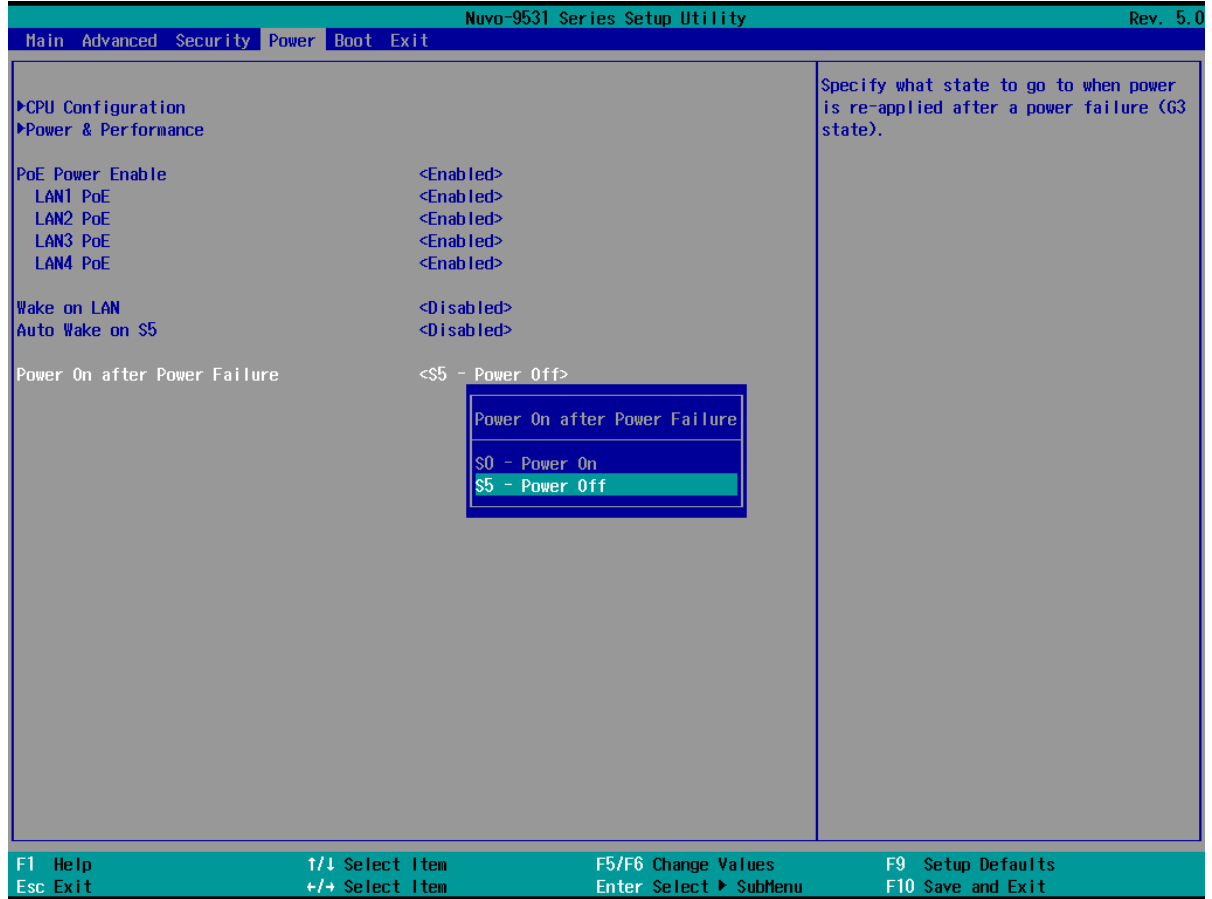 Nuvo-9531 Series Setup Utility Rev. 5.0
Main Advanced Security Power Boot Exit
▶CPU Configuration
▶Power & Performance
PoE Power Enable <Enabled>
LAN1 PoE <Enabled>
LAN2 PoE <Enabled>
LAN3 PoE <Enabled>
LAN4 PoE <Enabled>
Wake on LAN <Disabled>
Auto Wake on S5 <Disabled>
Power On after Power Failure <S5 - Power Off>
Power On after Power Failure
S0 - Power On
S5 - Power Off
Specify what state to go to when power
is re-applied after a power failure (G3
state).
F1 Help ↑/↓ Select Item F5/F6 Change Values F9 Setup Defaults
Esc Exit ←/→ Select Item Enter Select ▶ SubMenu F10 Save and Exit